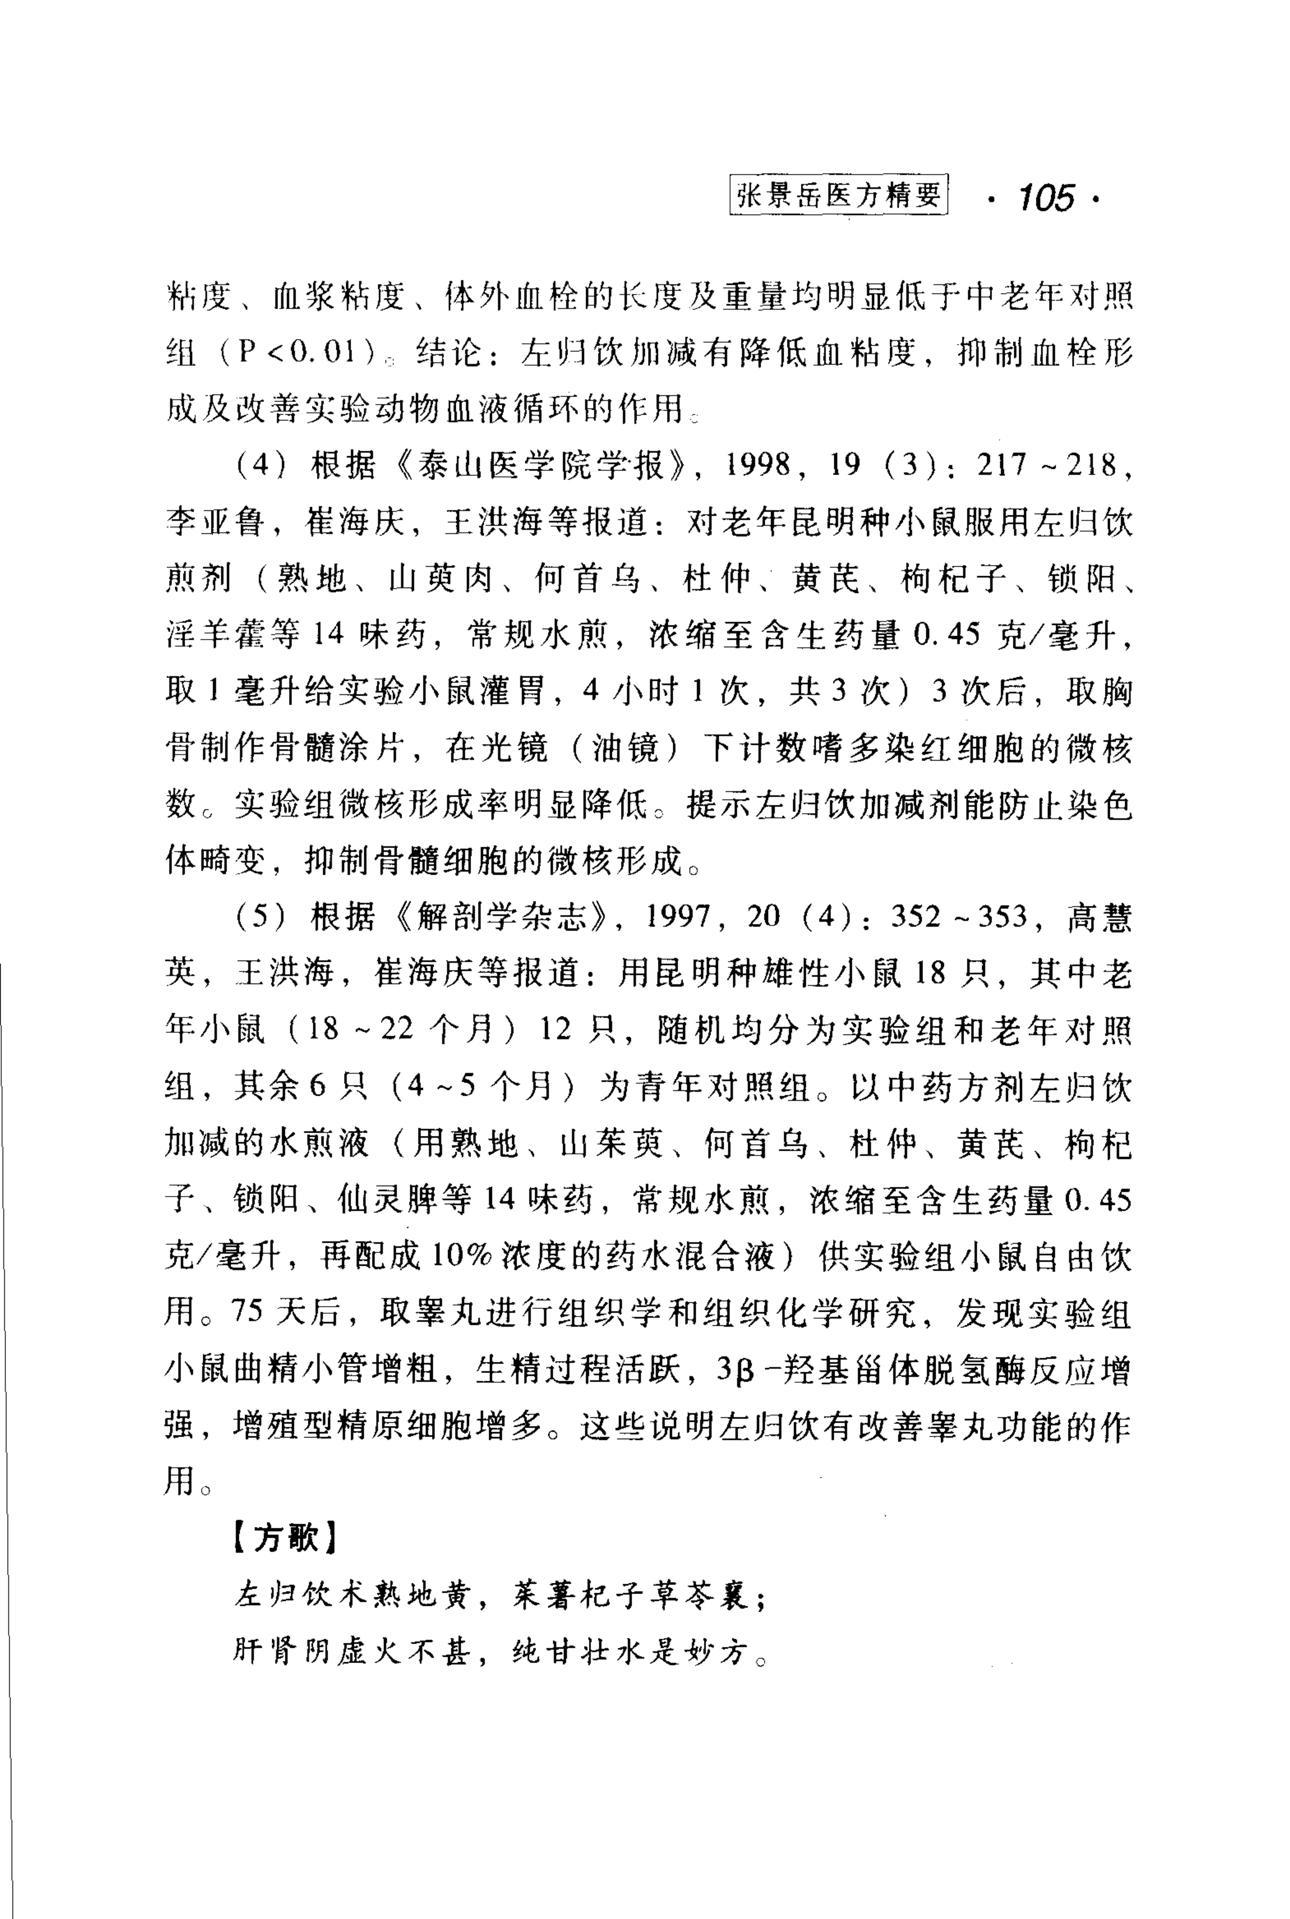 张景岳医方精要 · 105 ·
粘度、血浆粘度、体外血栓的长度及重量均明显低于中老年对照
组（P<0.01）。结论：左归饮加减有降低血粘度，抑制血栓形
成及改善实验动物血液循环的作用。
（4）根据《泰山医学院学报》，1998，19（3）：217～218，
李亚鲁，崔海庆，王洪海等报道：对老年昆明种小鼠服用左归饮
煎剂（熟地、山萸肉、何首乌、杜仲、黄芪、枸杞子、锁阳、
淫羊藿等14味药，常规水煎，浓缩至含生药量0.45克/毫升，
取1毫升给实验小鼠灌胃，4小时1次，共3次）3次后，取胸
骨制作骨髓涂片，在光镜（油镜）下计数嗜多染红细胞的微核
数。实验组微核形成率明显降低。提示左归饮加减剂能防止染色
体畸变，抑制骨髓细胞的微核形成。
（5）根据《解剖学杂志》，1997，20（4）：352～353，高慧
英，王洪海，崔海庆等报道：用昆明种雄性小鼠18只，其中老
年小鼠（18～22个月）12只，随机均分为实验组和老年对照
组，其余6只（4～5个月）为青年对照组。以中药方剂左归饮
加减的水煎液（用熟地、山茱萸、何首乌、杜仲、黄芪、枸杞
子、锁阳、仙灵脾等14味药，常规水煎，浓缩至含生药量0.45
克/毫升，再配成10%浓度的药水混合液）供实验组小鼠自由饮
用。75天后，取睾丸进行组织学和组织化学研究，发现实验组
小鼠曲精小管增粗，生精过程活跃，3β-羟基甾体脱氢酶反应增
强，增殖型精原细胞增多。这些说明左归饮有改善睾丸功能的作
用。
【方歌】
左归饮术熟地黄，茱薯杞子草苓襄；
肝肾阴虚火不甚，纯甘壮水是妙方。